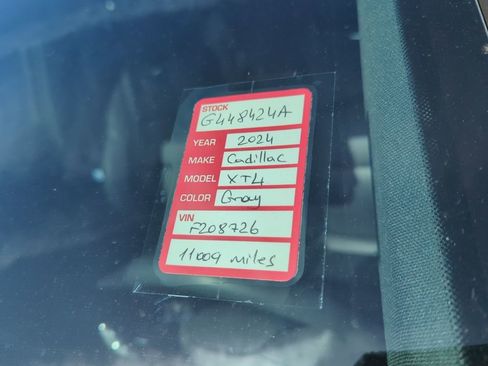 STOCK
G448424A
YEAR 2024
MAKE Cadillac
MODEL XT4
COLOR Gray
VIN
F208726
11009 miles